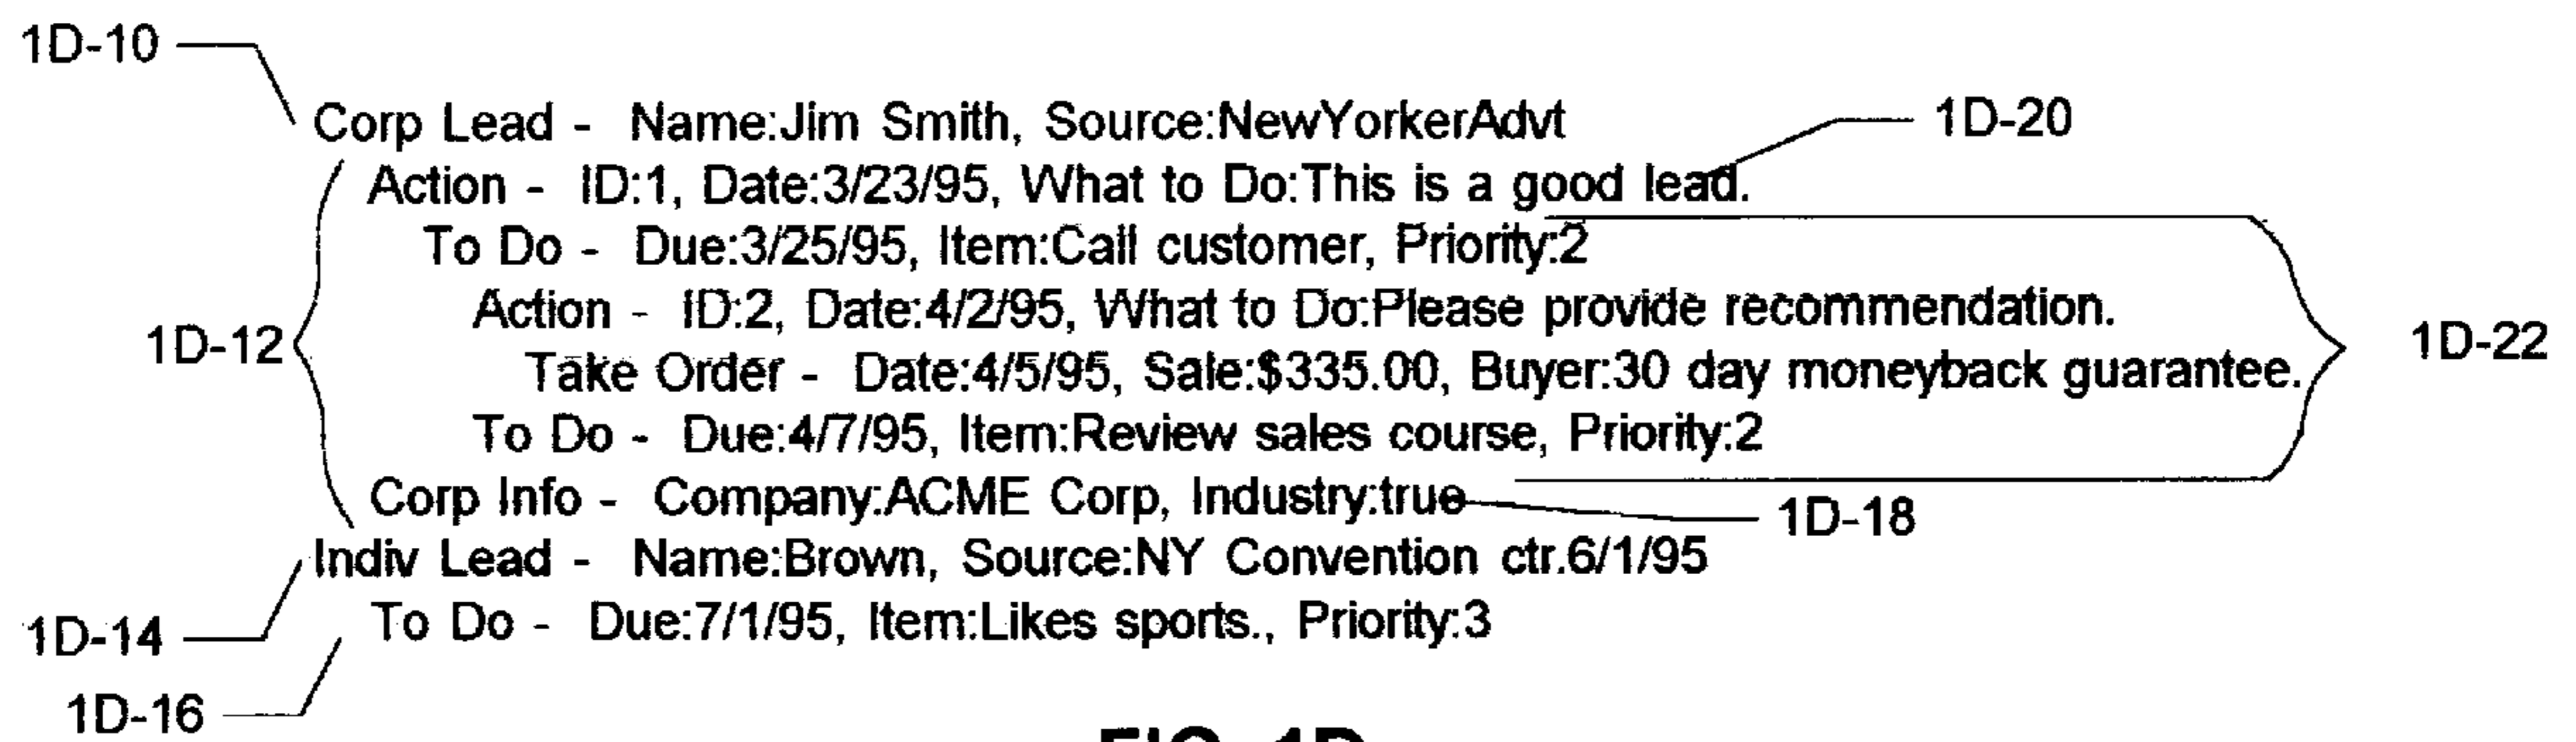 1D-10
Corp Lead - Name:Jim Smith, Source:NewYorkerAdvt
1D-20
Action - ID:1, Date:3/23/95, What to Do:This is a good lead.
To Do - Due:3/25/95, Item:Call customer, Priority:2
Action - ID:2, Date:4/2/95, What to Do:Please provide recommendation.
1D-12
1D-22
Take Order - Date:4/5/95, Sale:$335.00, Buyer:30 day moneyback guarantee.
To Do - Due:4/7/95, Item:Review sales course, Priority:2
Corp Info - Company:ACME Corp, Industry:true
1D-18
Indiv Lead - Name:Brown, Source:NY Convention ctr.6/1/95
To Do - Due:7/1/95, Item:Likes sports., Priority:3
1D-14
1D-16